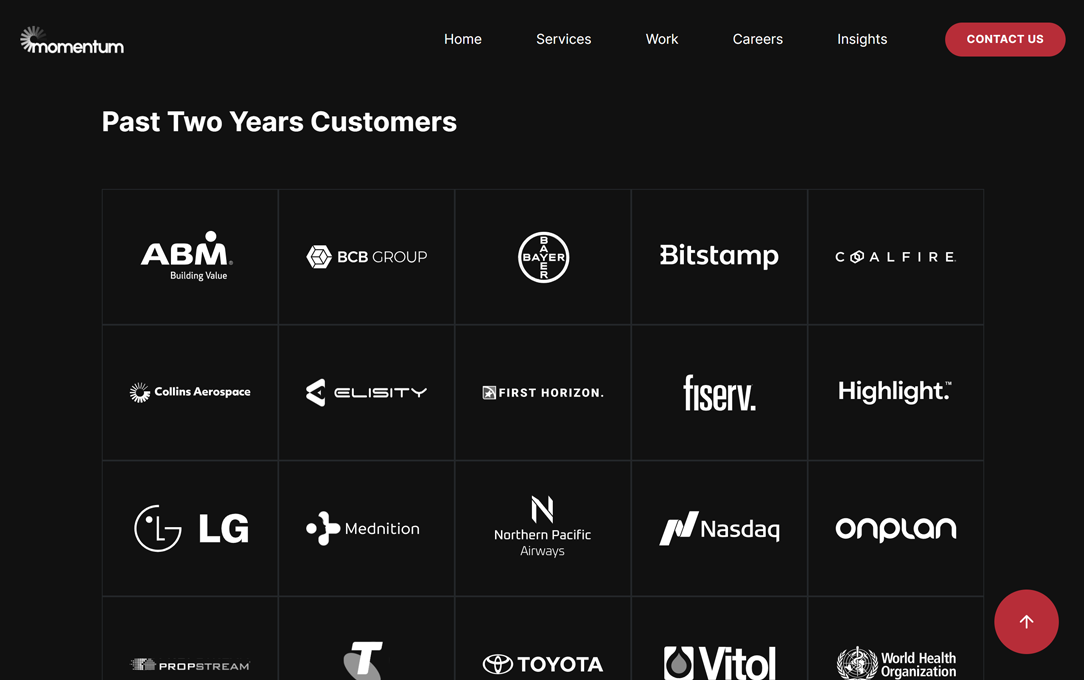 momentum
Home
Services
Work
Careers
Insights
CONTACT US
Past Two Years Customers
ABM®
Building Value
BCB GROUP
BAYER
BAYER
Bitstamp
COALFIRE
Collins Aerospace
ELISITY
FIRST HORIZON.
fiserv.
Highlight.™
LG
Mednition
Northern Pacific
Airways
Nasdaq
onplan
PROPSTREAM
TOYOTA
Vitol
World Health
Organization